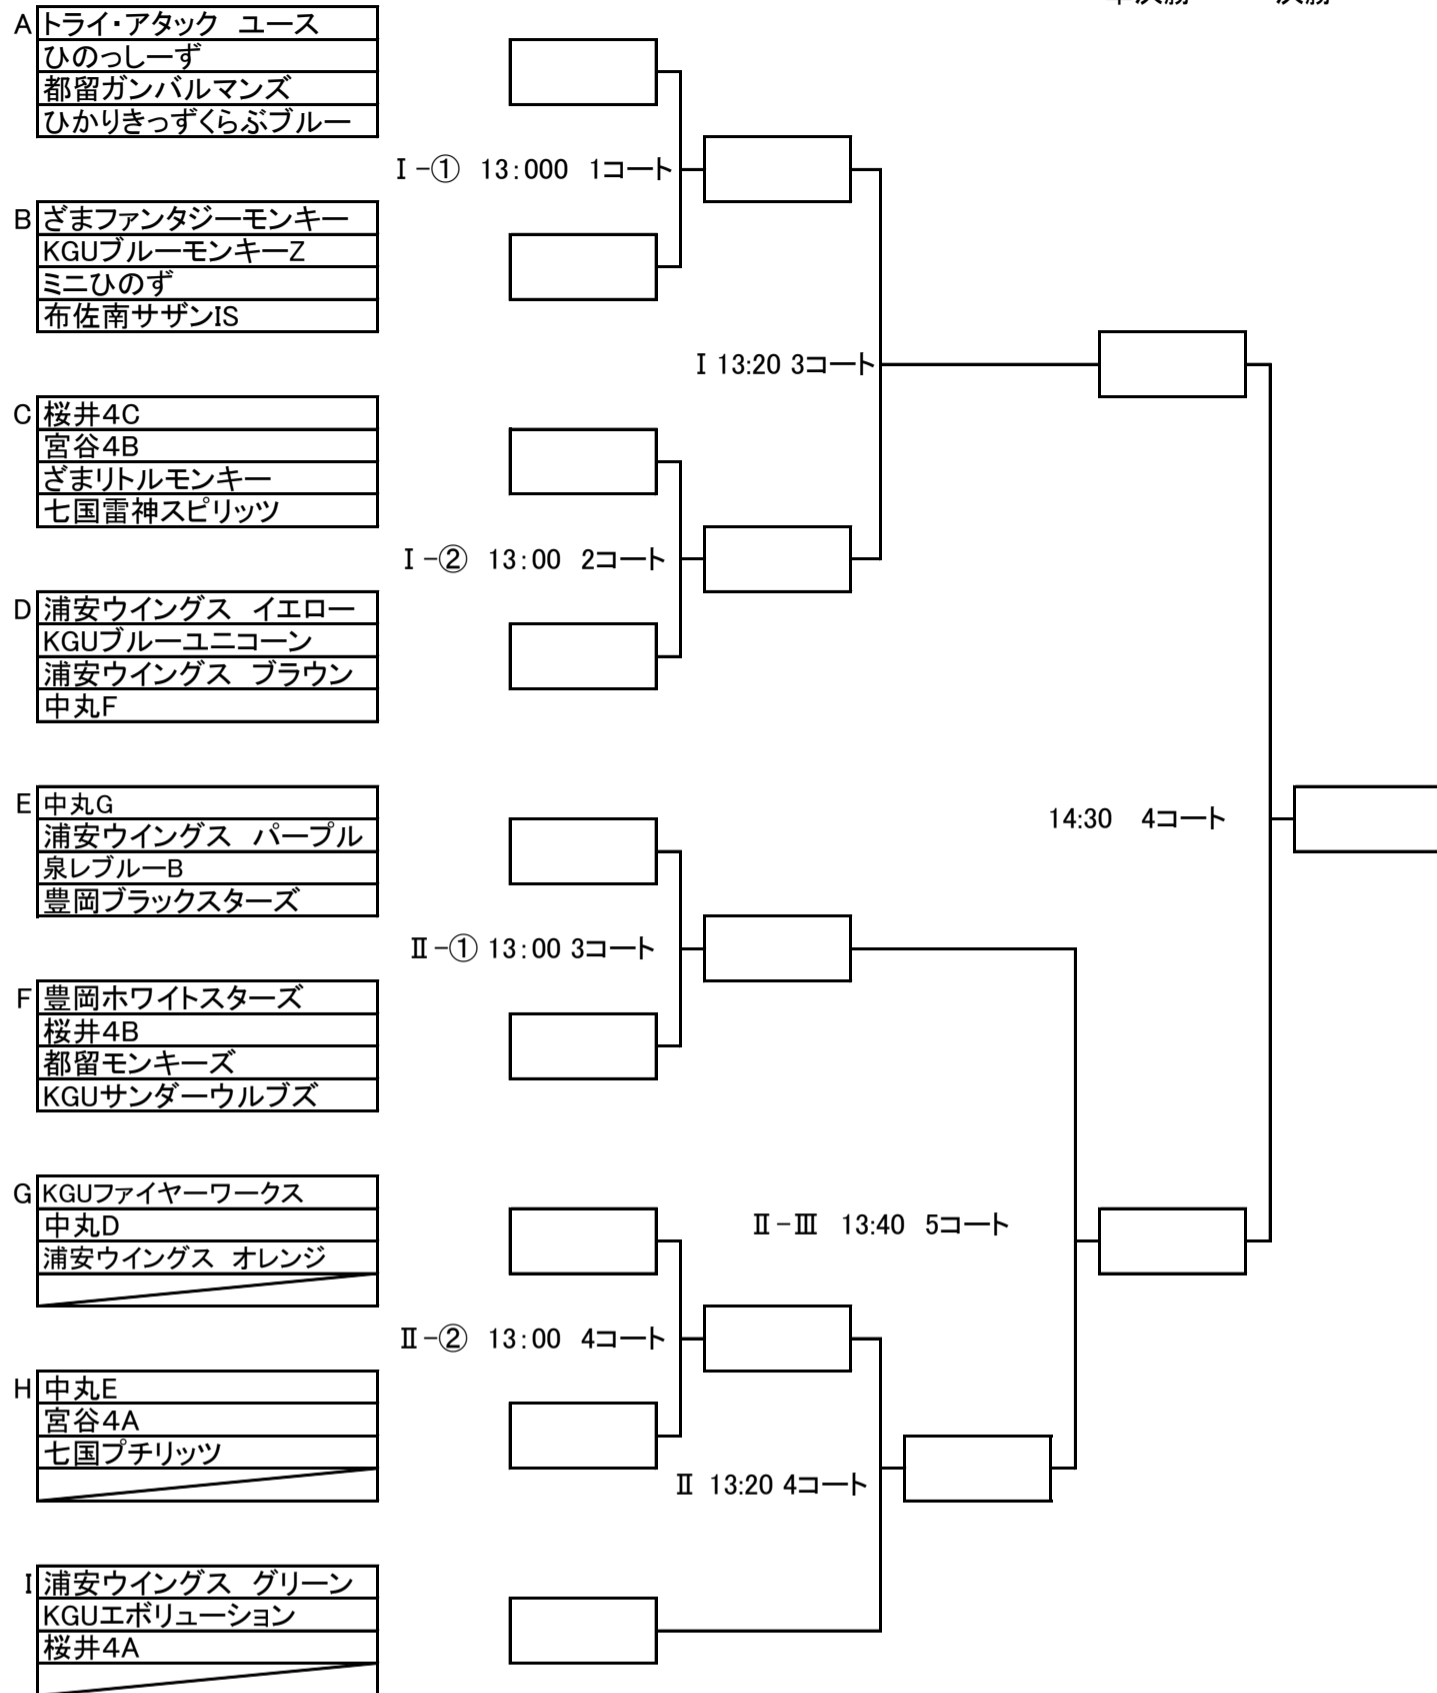 準決勝 決勝
A トライ・アタック ユース
ひのっしーず
都留ガンバルマンズ
ひかりきっずくらぶブルー
Ⅰ-① 13:000 1コート
B ざまファンタジーモンキー
KGUブルーモンキーZ
ミニひのず
布佐南サザンIS
Ⅰ 13:20 3コート
C 桜井4C
宮谷4B
ざまリトルモンキー
七国雷神スピリッツ
Ⅰ-② 13:00 2コート
D 浦安ウイングス イエロー
KGUブルーユニコーン
浦安ウイングス ブラウン
中丸F
E 中丸G
浦安ウイングス パープル
泉レブルーB
豊岡ブラックスターズ
14:30 4コート
Ⅱ-① 13:00 3コート
F 豊岡ホワイトスターズ
桜井4B
都留モンキーズ
KGUサンダーウルブズ
G KGUファイヤーワークス
中丸D
浦安ウイングス オレンジ
Ⅱ-Ⅲ 13:40 5コート
Ⅱ-② 13:00 4コート
H 中丸E
宮谷4A
七国プチリッツ
Ⅱ 13:20 4コート
I 浦安ウイングス グリーン
KGUエボリューション
桜井4A